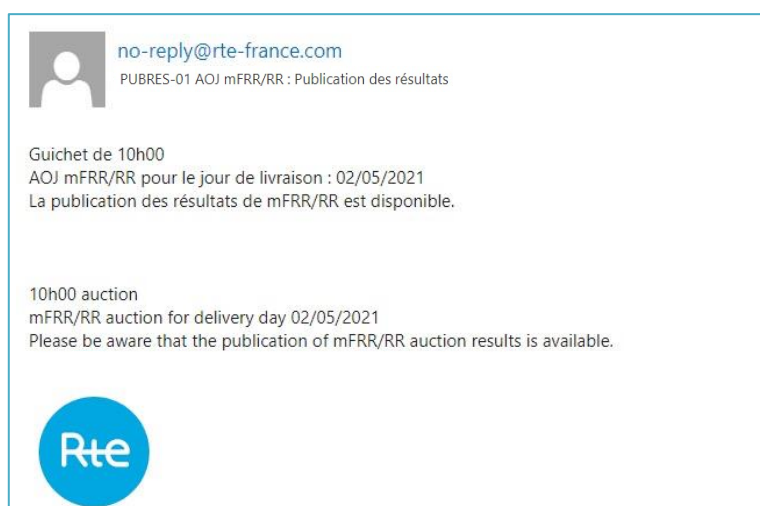 no-reply@rte-france.com
PUBRES-01 AOJ mFRR/RR : Publication des résultats
Guichet de 10h00
AOJ mFRR/RR pour le jour de livraison : 02/05/2021
La publication des résultats de mFRR/RR est disponible.
10h00 auction
mFRR/RR auction for delivery day 02/05/2021
Please be aware that the publication of mFRR/RR auction results is available.
Rte